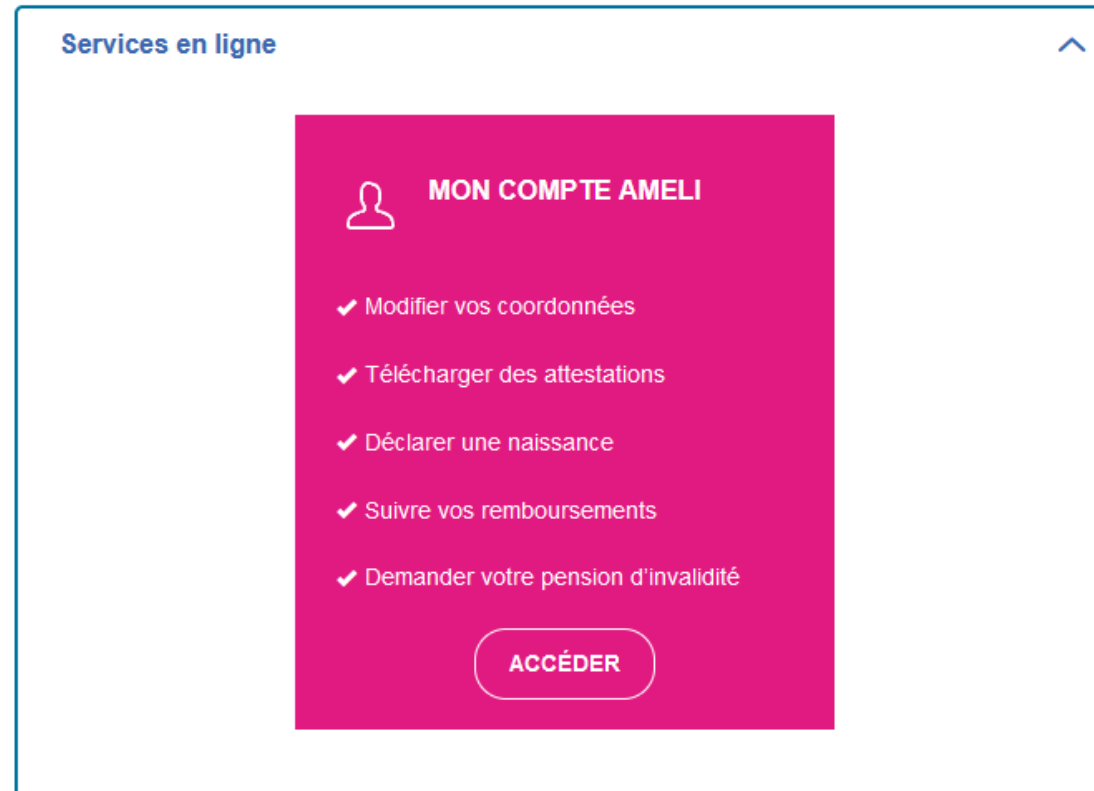 Services en ligne
MON COMPTE AMELI
Modifier vos coordonnées
Télécharger des attestations
Déclarer une naissance
Suivre vos remboursements
Demander votre pension d’invalidité
ACCÉDER